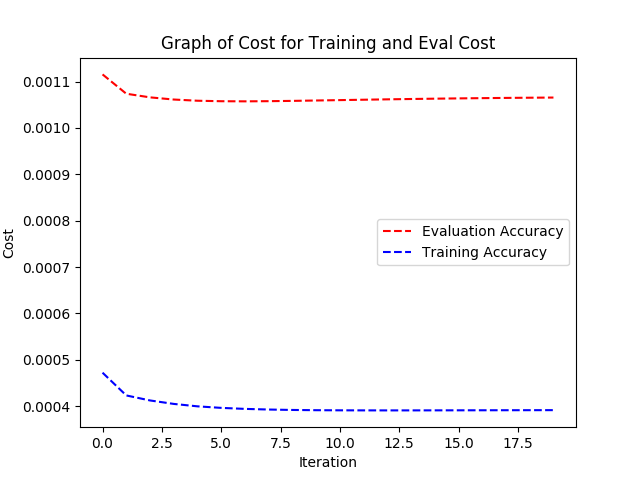 Graph of Cost for Training and Eval Cost
0.0011
0.0010
0.0009
0.0008
0.0007
0.0006
0.0005
0.0004
Cost
Evaluation Accuracy
Training Accuracy
0.0 2.5 5.0 7.5 10.0 12.5 15.0 17.5
Iteration